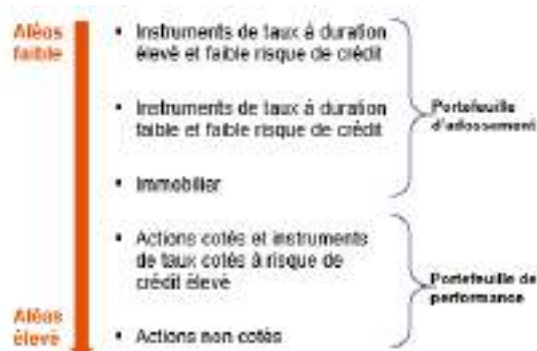 Aléas
faible
▪ Instruments de taux à duration
élevé et faible risque de crédit
▪ Instruments de taux à duration
faible et faible risque de crédit
Portefeuille
d'adossement
▪ Immobilier
▪ Actions cotés et instruments
de taux cotés à risque de
crédit élevé
Portefeuille de
performance
Aléas
élevé
▪ Actions non cotés